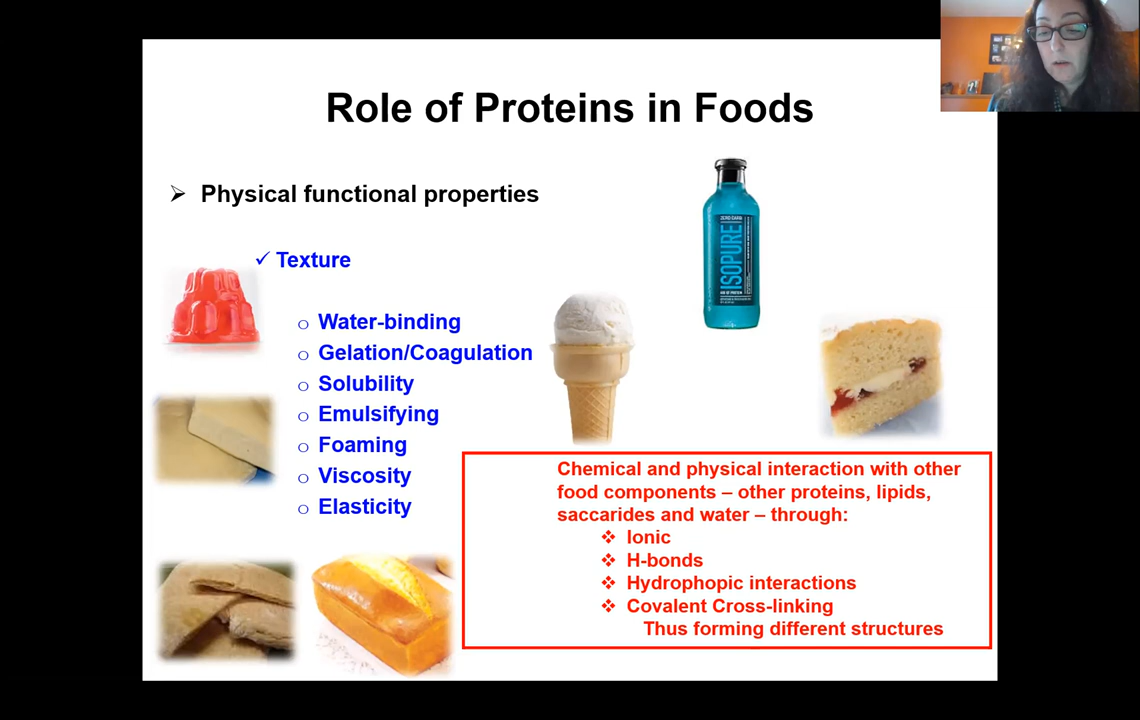 Role of Proteins in Foods
➢ Physical functional properties
✓ Texture
o Water-binding
o Gelation/Coagulation
o Solubility
o Emulsifying
o Foaming
o Viscosity
o Elasticity
ZERO CARB
ISOPURE
Chemical and physical interaction with other
food components – other proteins, lipids,
saccarides and water – through:
❖ Ionic
❖ H-bonds
❖ Hydrophopic interactions
❖ Covalent Cross-linking
Thus forming different structures